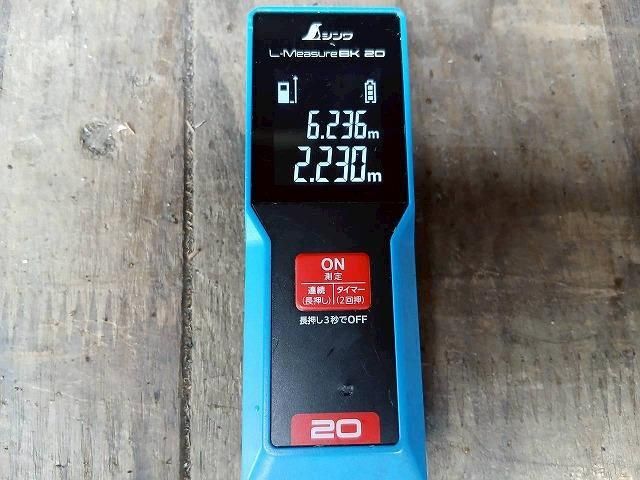 シンワ
L-Measure BK 20
6.236m
2.230m
ON
測定
連続 タイマー
(長押し) (2回押)
長押し3秒でOFF
20